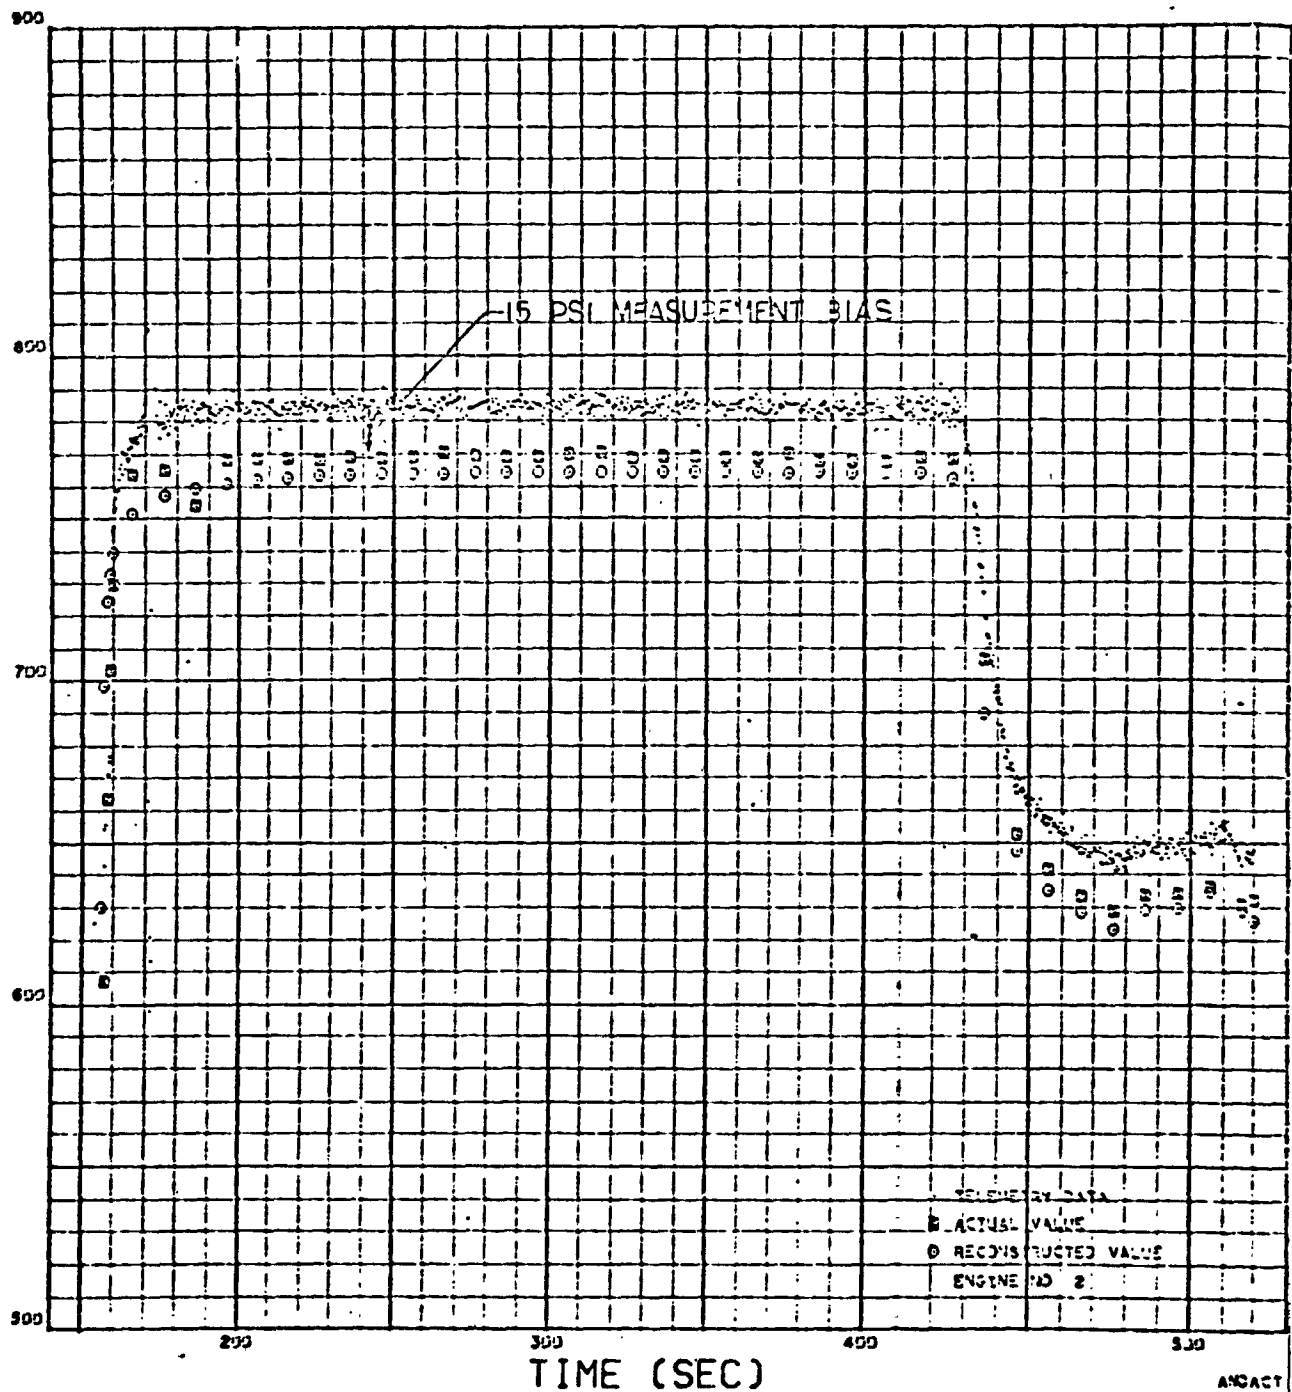 900
15 PSI MEASUREMENT BIAS
800
700
600
TELEMETRY DATA
ACTUAL VALUE
RECONSTRUCTED VALUE
ENGINE NO 2
500
200 300 400 500
TIME (SEC)